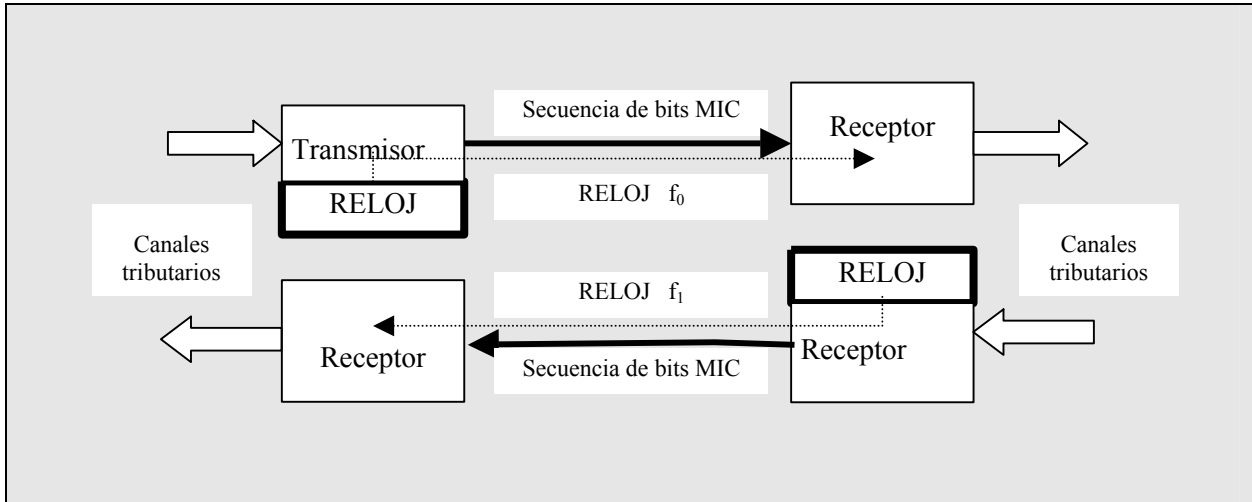 Secuencia de bits MIC
Transmisor
Receptor
RELOJ
RELOJ f₀
Canales
tributarios
Canales
tributarios
RELOJ
RELOJ f₁
Receptor
Receptor
Secuencia de bits MIC